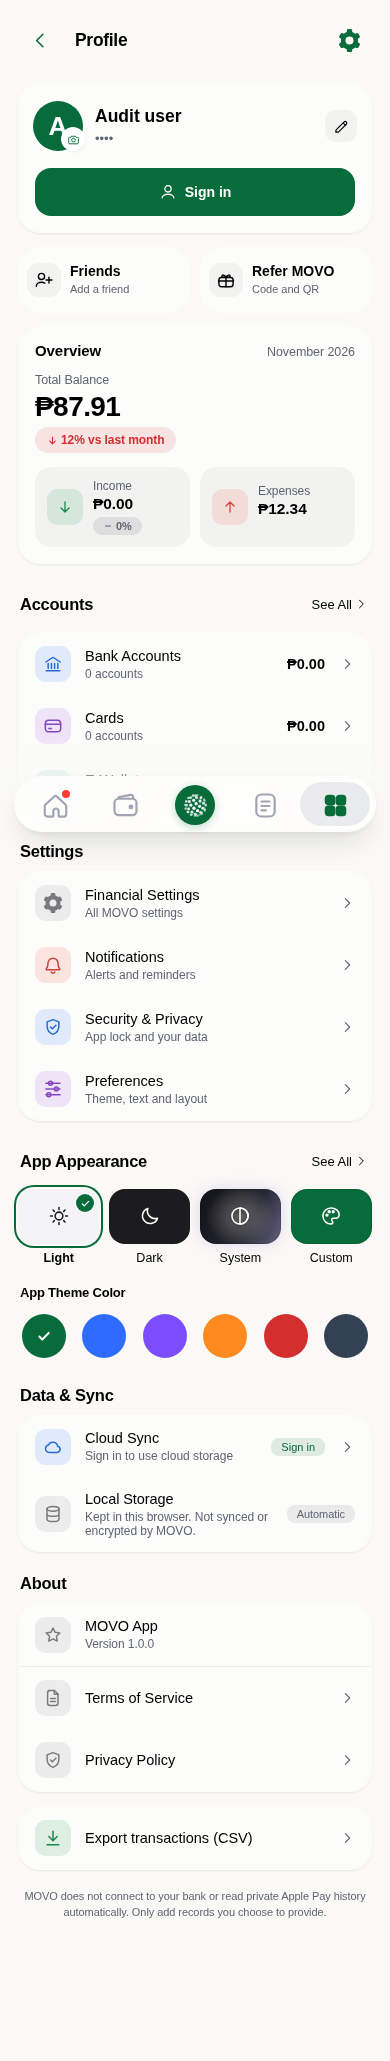 Profile
A
Audit user
••••
Sign in
Friends
Add a friend
Refer MOVO
Code and QR
Overview
November 2026
Total Balance
₱87.91
↓ 12% vs last month
Income
₱0.00
− 0%
Expenses
₱12.34
Accounts
See All
Bank Accounts
0 accounts
₱0.00
Cards
0 accounts
₱0.00
Settings
Financial Settings
All MOVO settings
Notifications
Alerts and reminders
Security & Privacy
App lock and your data
Preferences
Theme, text and layout
App Appearance
See All
Light
Dark
System
Custom
App Theme Color
Data & Sync
Cloud Sync
Sign in to use cloud storage
Sign in
Local Storage
Kept in this browser. Not synced or
encrypted by MOVO.
Automatic
About
MOVO App
Version 1.0.0
Terms of Service
Privacy Policy
Export transactions (CSV)
MOVO does not connect to your bank or read private Apple Pay history
automatically. Only add records you choose to provide.